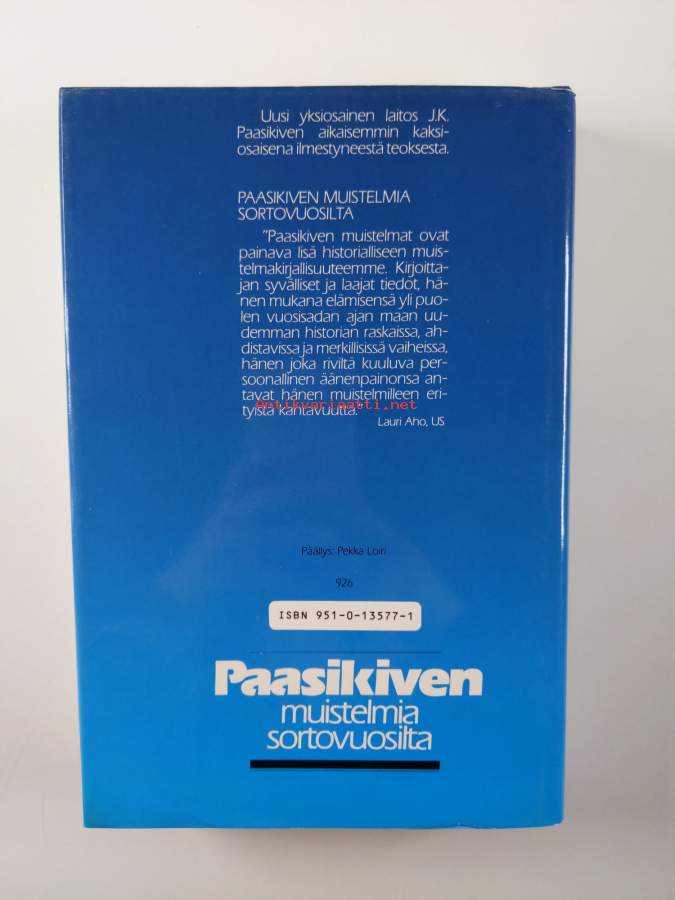 Uusi yksiosainen laitos J.K.
Paasikiven aikaisemmin kaksi-
osaisena ilmestyneestä teoksesta.
PAASIKIVEN MUISTELMIA
SORTOVUOSILTA
"Paasikiven muistelmat ovat
painava lisä historialliseen muis-
telmakirjallisuuteemme. Kirjoitta-
jan syvälliset ja laajat tiedot, hä-
nen mukana elämisensä yli puo-
len vuosisadan ajan maan uu-
demman historian raskaissa, ah-
distavissa ja merkillisissä vaiheissa,
hänen joka riviltä kuuluva per-
soonallinen äänenpainonsa an-
tavat hänen muistelmilleen eri-
Antikvariaatti.net
tyistä kantavuutta."
Lauri Aho, US
Päällys: Pekka Loiri
926
ISBN 951-0-13577-1
Paasikiven
muistelmia
sortovuosilta